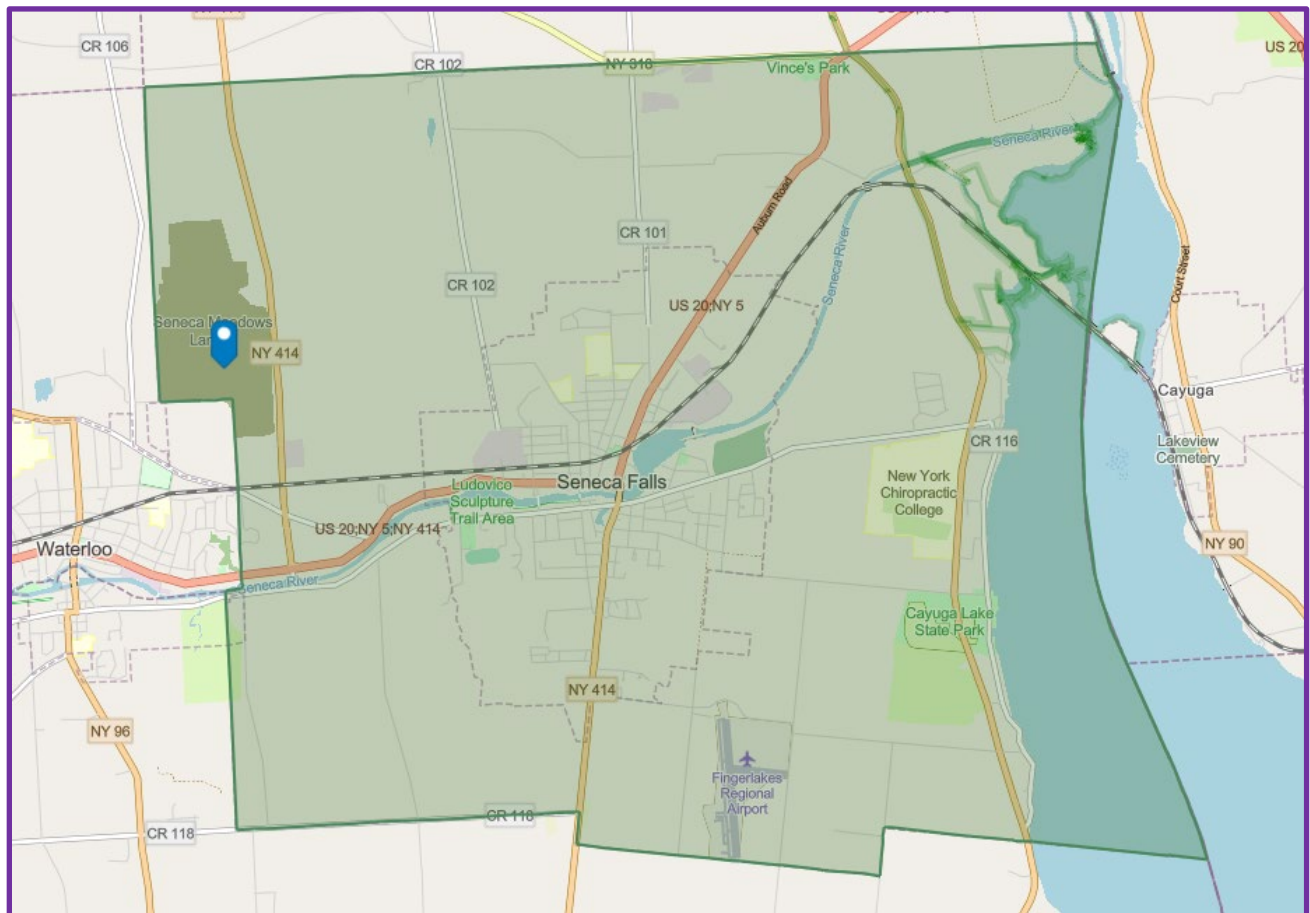 CR 106
CR 102
NY 318
Vince's Park
US 20
Seneca River
Auburn Road
CR 101
Seneca River
Court Street
CR 102
US 20;NY 5
Seneca Meadows
NY 414
Cayuga
CR 116
Lakeview
Cemetery
New York
Chiropractic
College
Ludovico
Sculpture
Trail Area
Seneca Falls
US 20;NY 5;NY 414
Waterloo
NY 90
Seneca River
Cayuga Lake
State Park
NY 414
NY 96
Fingerlakes
Regional
Airport
CR 118
CR 118